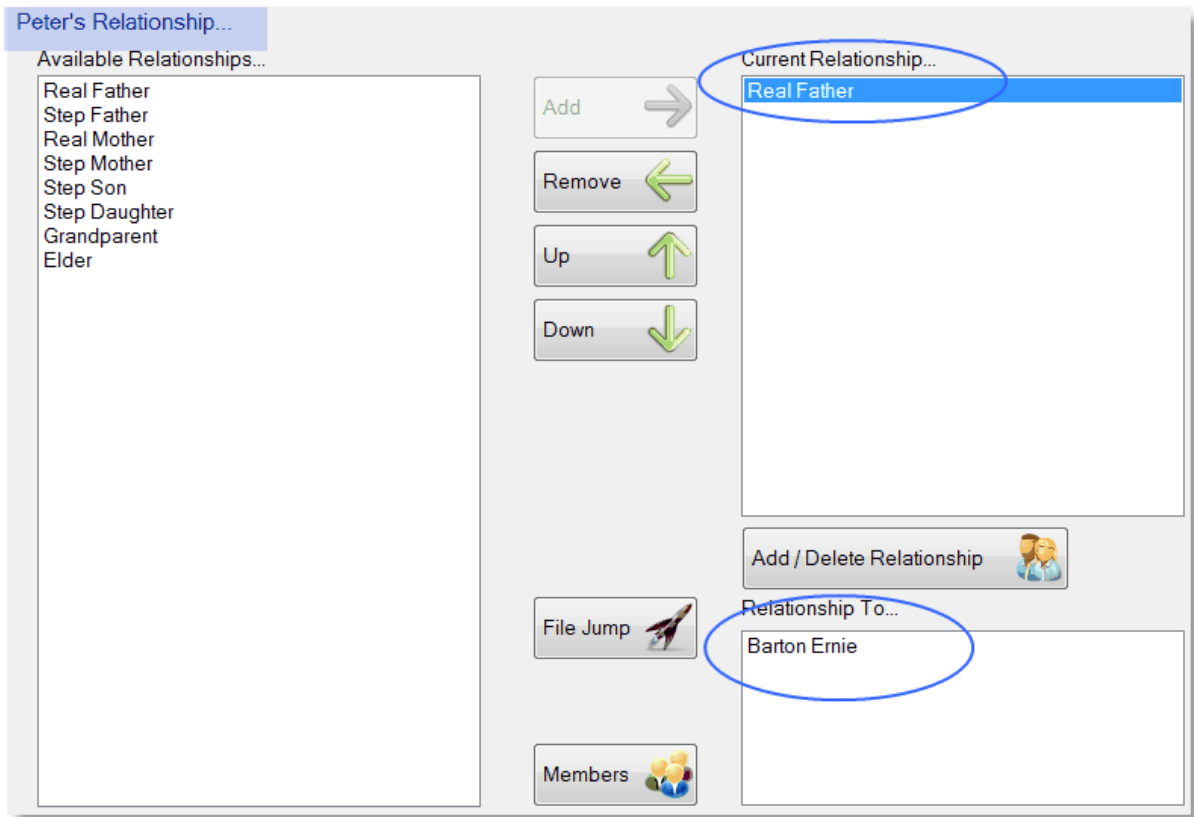 Peter's Relationship...
Available Relationships...
Real Father
Step Father
Real Mother
Step Mother
Step Son
Step Daughter
Grandparent
Elder
Add
Remove
Up
Down
File Jump
Members
Current Relationship...
Real Father
Add / Delete Relationship
Relationship To...
Barton Ernie